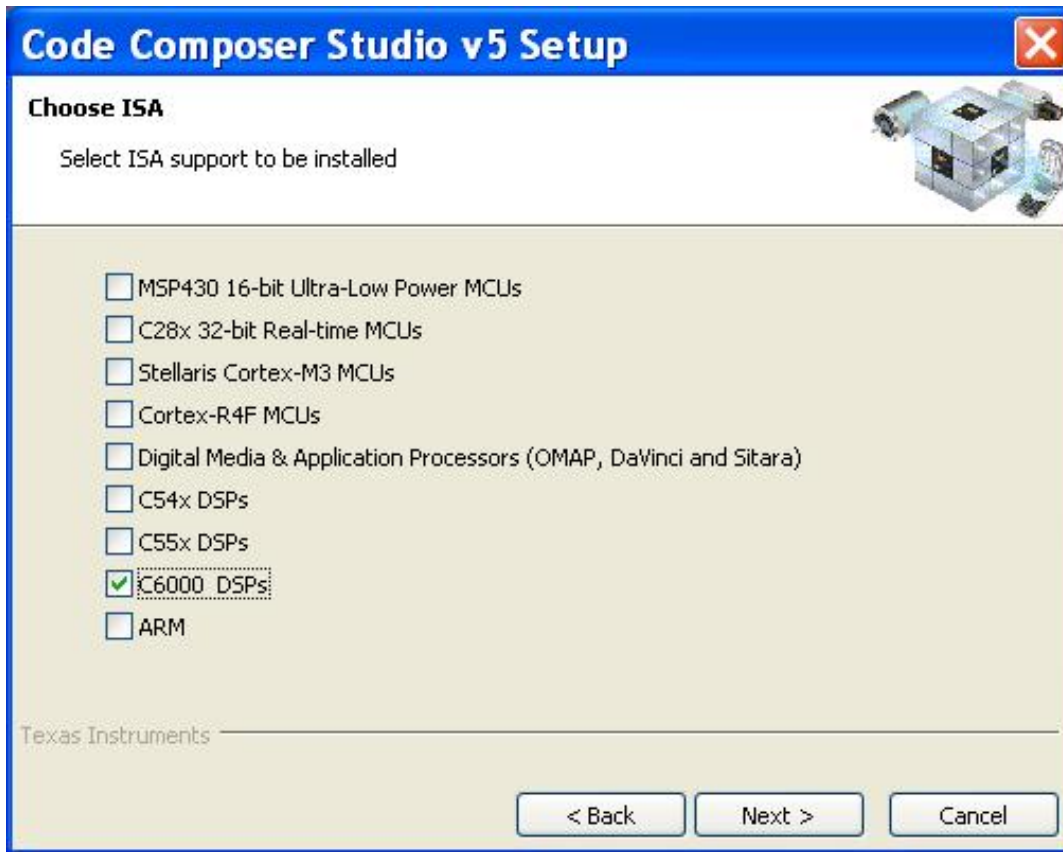 Code Composer Studio v5 Setup
Choose ISA
Select ISA support to be installed
MSP430 16-bit Ultra-Low Power MCUs
C28x 32-bit Real-time MCUs
Stellaris Cortex-M3 MCUs
Cortex-R4F MCUs
Digital Media & Application Processors (OMAP, DaVinci and Sitara)
C54x DSPs
C55x DSPs
C6000 DSPs
ARM
Texas Instruments
< Back Next > Cancel